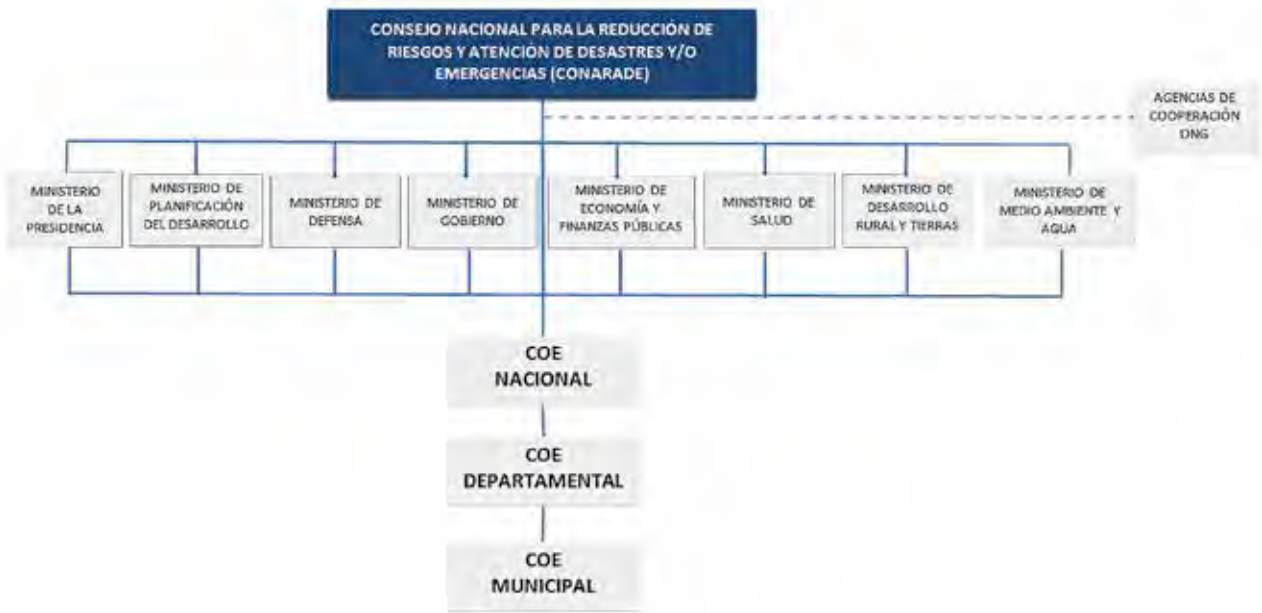 CONSEJO NACIONAL PARA LA REDUCCIÓN DE
RIESGOS Y ATENCIÓN DE DESASTRES Y/O
EMERGENCIAS (CONARADE)
AGENCIAS DE
COOPERACIÓN
ONG
MINISTERIO
DE LA
PRESIDENCIA
MINISTERIO DE
PLANIFICACIÓN
DEL DESARROLLO
MINISTERIO DE
DEFENSA
MINISTERIO DE
GOBIERNO
MINISTERIO DE
ECONOMÍA Y
FINANZAS PÚBLICAS
MINISTERIO DE
SALUD
MINISTERIO DE
DESARROLLO
RURAL Y TIERRAS
MINISTERIO DE
MEDIO AMBIENTE Y
AGUA
COE
NACIONAL
COE
DEPARTAMENTAL
COE
MUNICIPAL